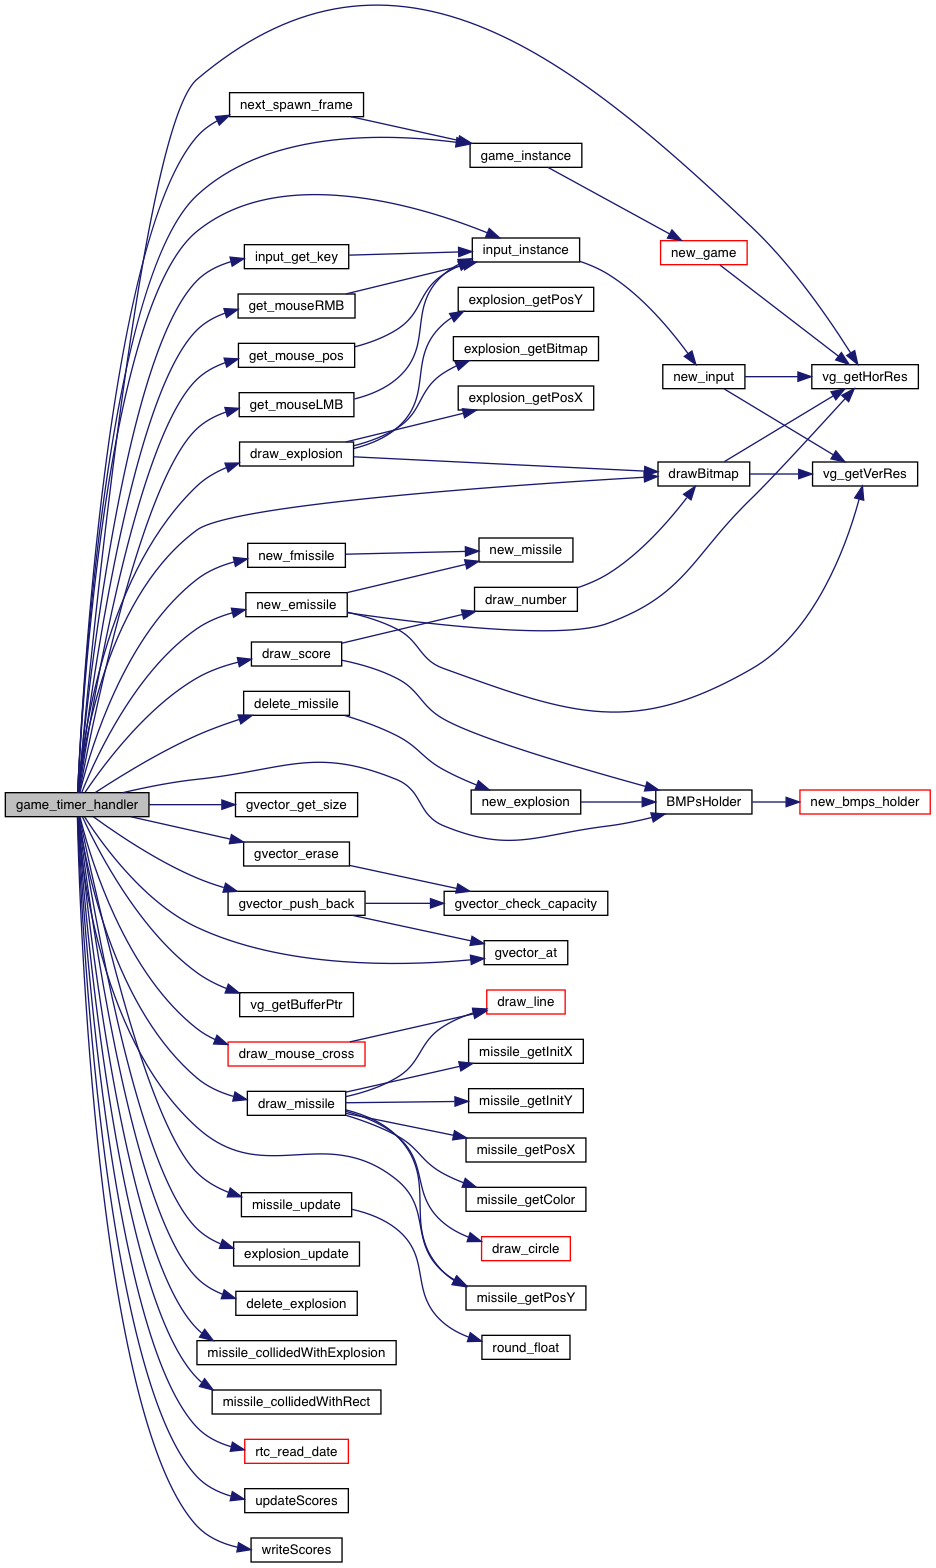 next_spawn_frame
game_instance
input_instance
new_game
input_get_key
get_mouseRMB
explosion_getPosY
get_mouse_pos
explosion_getBitmap
new_input
vg_getHorRes
get_mouseLMB
explosion_getPosX
draw_explosion
drawBitmap
vg_getVerRes
new_fmissile
new_missile
new_emissile
draw_number
draw_score
delete_missile
game_timer_handler
gvector_get_size
new_explosion
BMPsHolder
new_bmps_holder
gvector_erase
gvector_push_back
gvector_check_capacity
gvector_at
vg_getBufferPtr
draw_line
draw_mouse_cross
missile_getInitX
draw_missile
missile_getInitY
missile_getPosX
missile_update
missile_getColor
explosion_update
draw_circle
delete_explosion
missile_getPosY
missile_collidedWithExplosion
round_float
missile_collidedWithRect
rtc_read_date
updateScores
writeScores